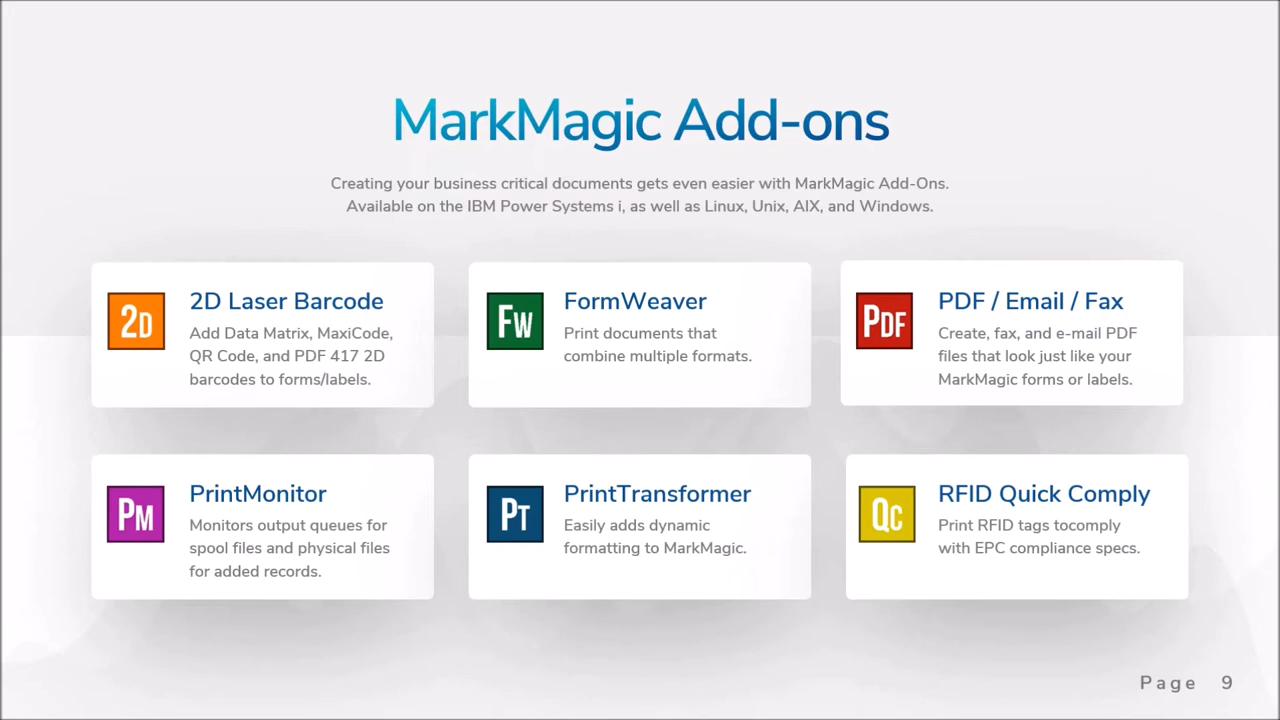 MarkMagic Add-ons
Creating your business critical documents gets even easier with MarkMagic Add-Ons.
Available on the IBM Power Systems i, as well as Linux, Unix, AIX, and Windows.
2D
2D Laser Barcode
Add Data Matrix, MaxiCode,
QR Code, and PDF 417 2D
barcodes to forms/labels.
FW
FormWeaver
Print documents that
combine multiple formats.
PDF
PDF / Email / Fax
Create, fax, and e-mail PDF
files that look just like your
MarkMagic forms or labels.
PM
PrintMonitor
Monitors output queues for
spool files and physical files
for added records.
PT
PrintTransformer
Easily adds dynamic
formatting to MarkMagic.
QC
RFID Quick Comply
Print RFID tags tocomply
with EPC compliance specs.
Page 9